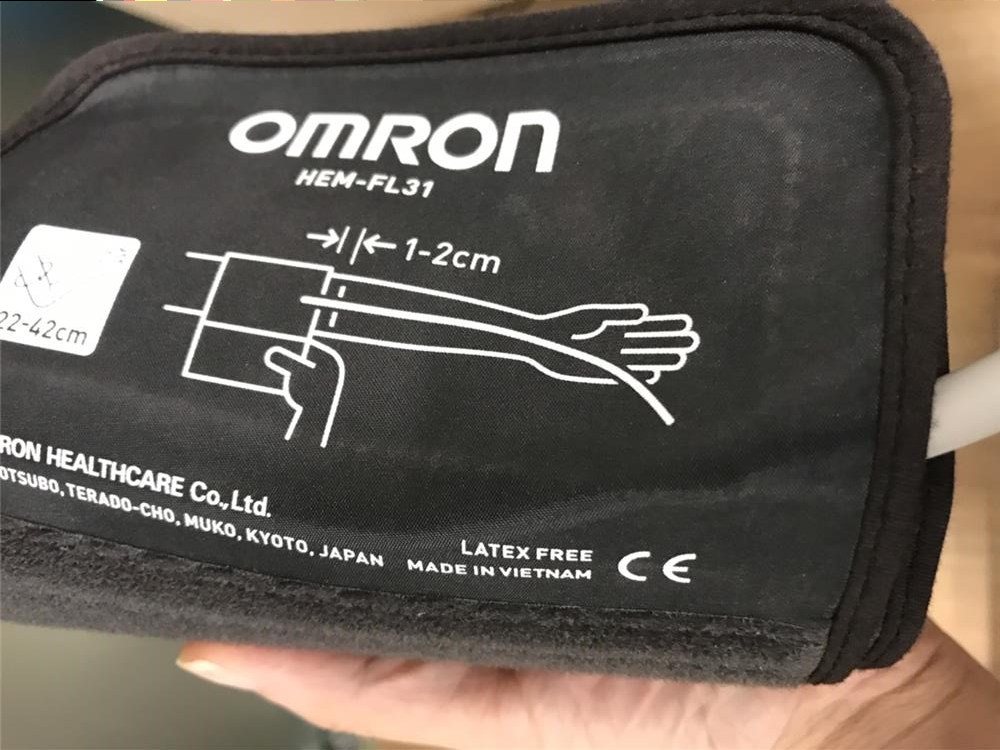 OMRON
HEM-FL31
1-2cm
22-42cm
RON HEALTHCARE Co.,Ltd.
OTSUBO, TERADO-CHO, MUKO, KYOTO, JAPAN
LATEX FREE
MADE IN VIETNAM
CE